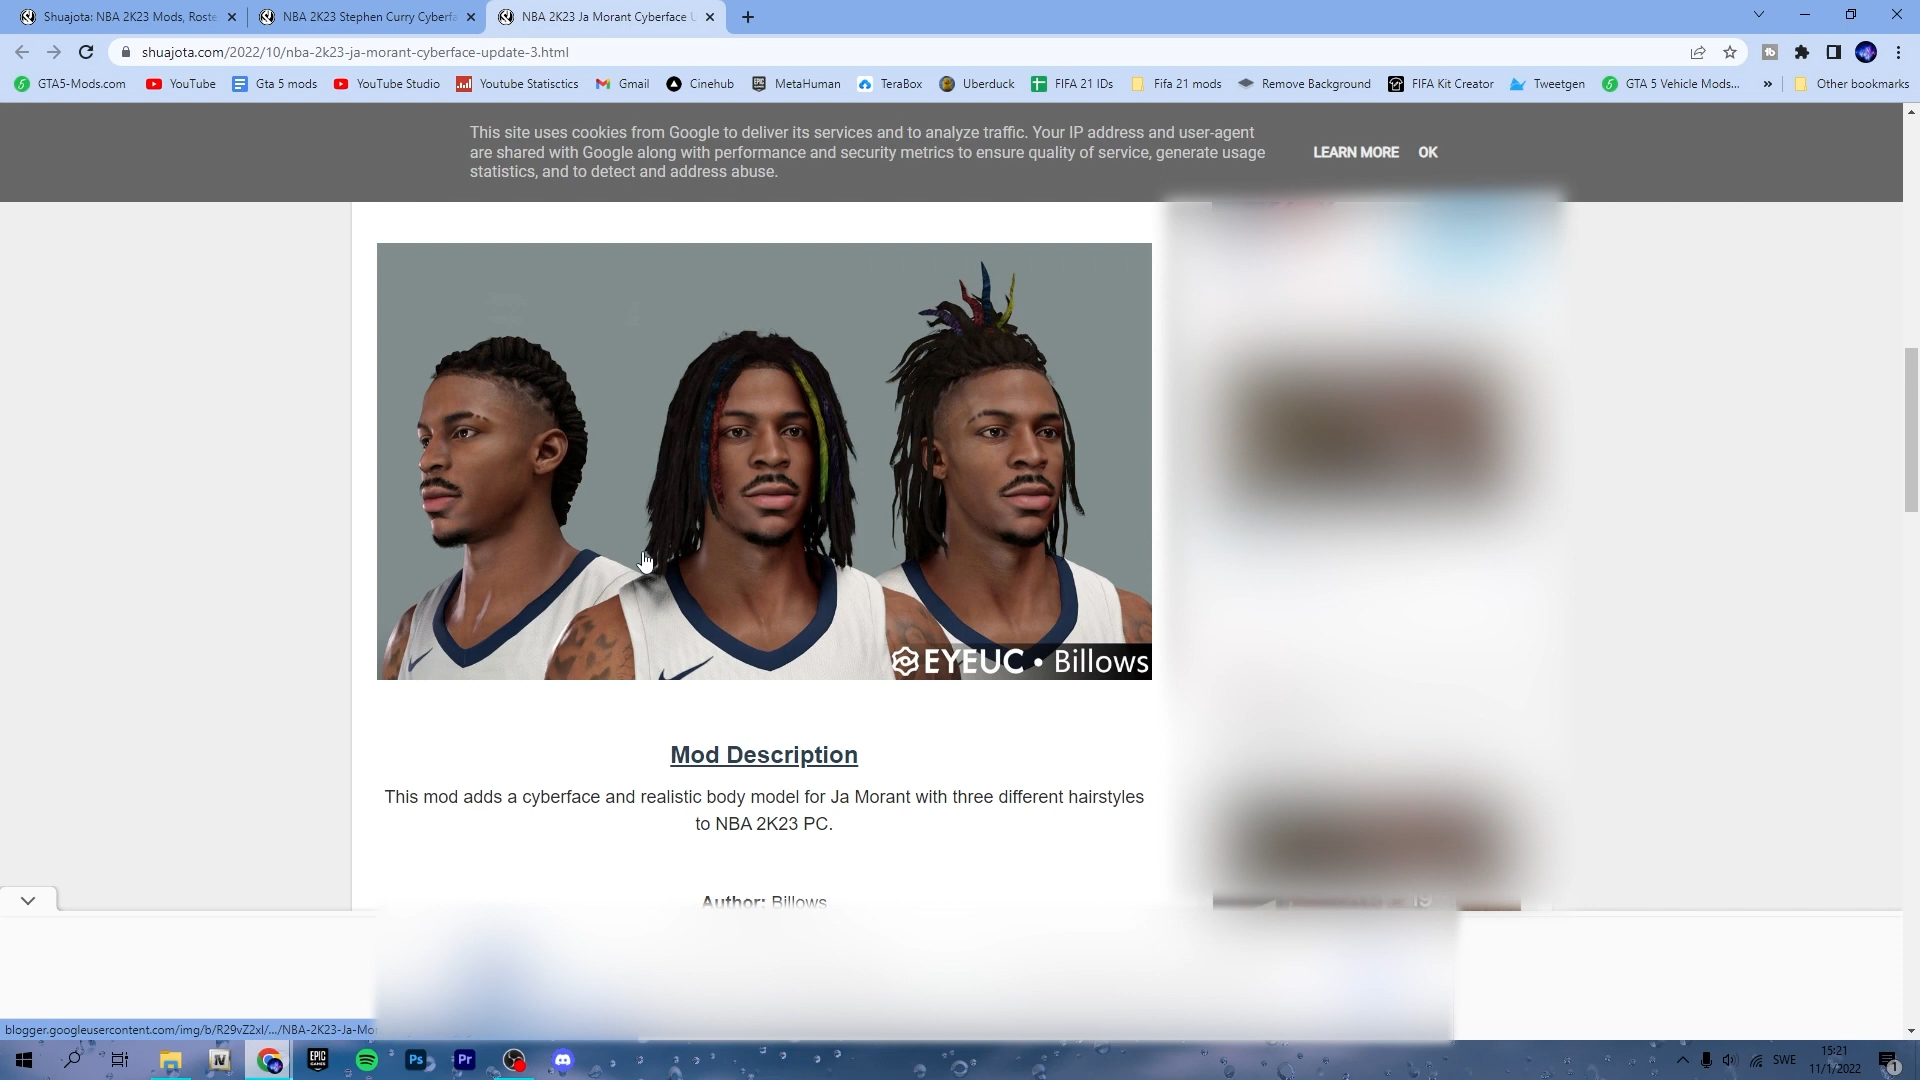 Shuajota: NBA 2K23 Mods, Roste
NBA 2K23 Stephen Curry Cyberfa
NBA 2K23 Ja Morant Cyberface U
shuajota.com/2022/10/nba-2k23-ja-morant-cyberface-update-3.html
GTA5-Mods.com YouTube Gta 5 mods YouTube Studio Youtube Statisctics Gmail Cinehub MetaHuman TeraBox Uberduck FIFA 21 IDs Fifa 21 mods Remove Background FIFA Kit Creator Tweetgen GTA 5 Vehicle Mods... » Other bookmarks
This site uses cookies from Google to deliver its services and to analyze traffic. Your IP address and user-agent
are shared with Google along with performance and security metrics to ensure quality of service, generate usage
statistics, and to detect and address abuse.
LEARN MORE OK
EYEUC • Billows
Mod Description
This mod adds a cyberface and realistic body model for Ja Morant with three different hairstyles
to NBA 2K23 PC.
Author: Billows
blogger.googleusercontent.com/img/b/R29vZ2xl/.../NBA-2K23-Ja-Mo
EPIC GAMES
Ps
Pr
SWE
15:21
11/1/2022
1